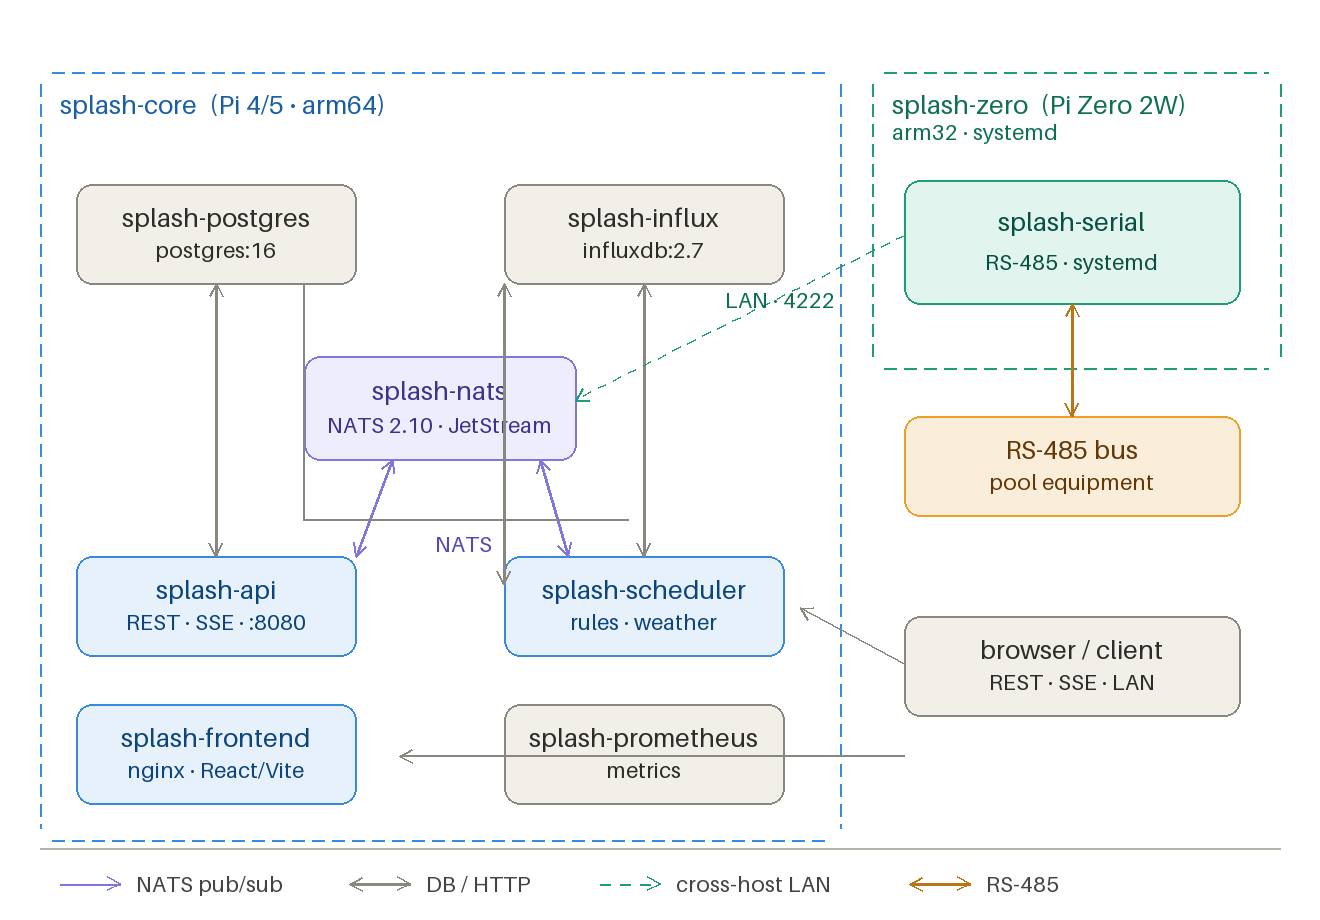 splash-core (Pi 4/5 · arm64)
splash-zero (Pi Zero 2W)
arm32 · systemd
splash-postgres
postgres:16
splash-influx
influxdb:2.7
splash-serial
RS-485 · systemd
LAN · 4222
splash-nats
NATS 2.10 · JetStream
RS-485 bus
pool equipment
NATS
splash-api
REST · SSE · :8080
splash-scheduler
rules · weather
browser / client
REST · SSE · LAN
splash-frontend
nginx · React/Vite
splash-prometheus
metrics
NATS pub/sub
DB / HTTP
cross-host LAN
RS-485